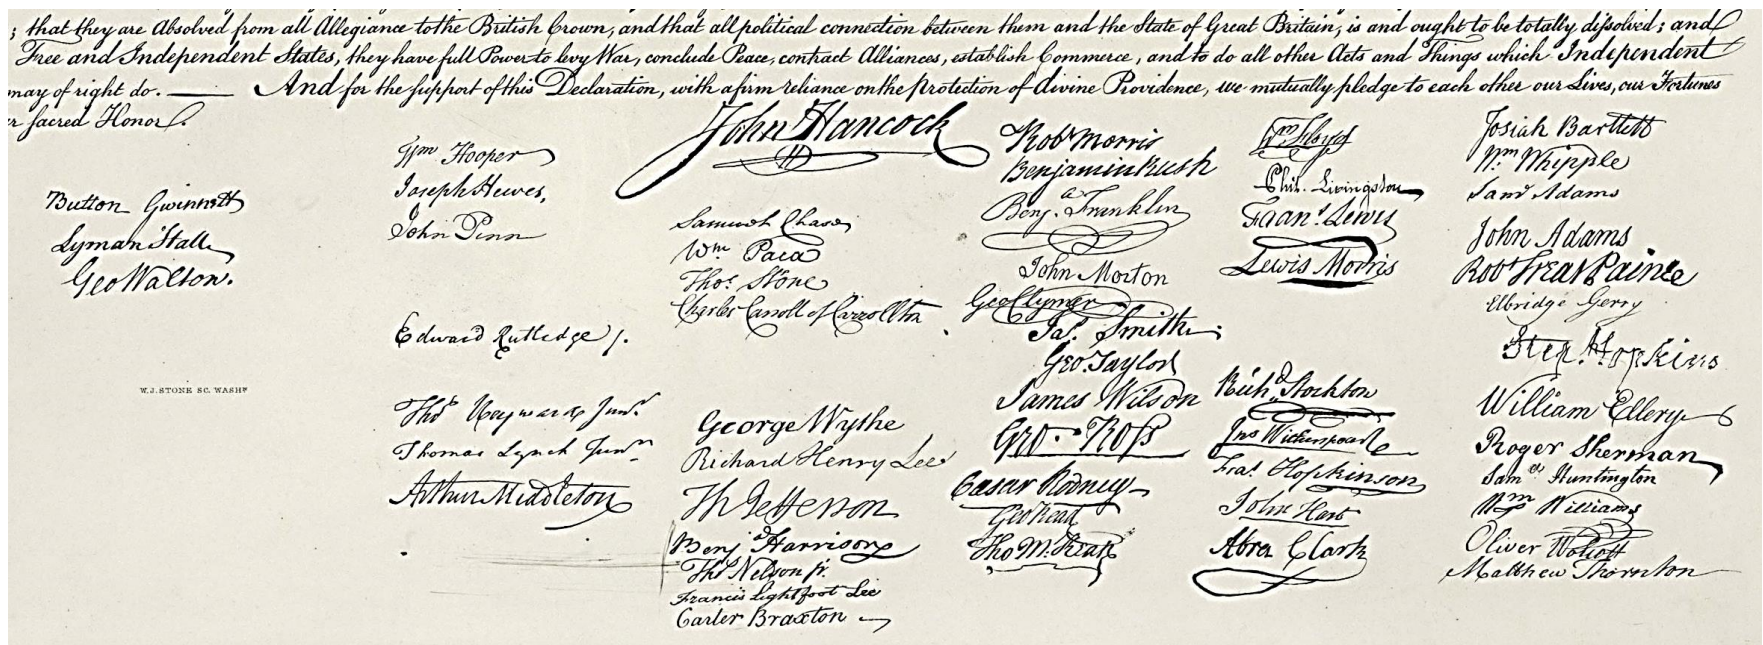 ; that they are Absolved from all Allegiance to the British Crown, and that all political connection between them and the State of Great Britain, is and ought to be totally dissolved; and
Free and Independent States, they have full Power to levy War, conclude Peace, contract Alliances, establish Commerce, and to do all other Acts and Things which Independent
may of right do. —— And for the support of this Declaration, with a firm reliance on the protection of divine Providence, we mutually pledge to each other our Lives, our Fortunes
r sacred Honor.
Button Gwinnett
Lyman Hall
Geo Walton.
W. J. STONE SC. WASHN
Wm Hooper
Joseph Hewes,
John Penn
Edward Rutledge /.
Thos Heyward Junr.
Thomas Lynch Junr.
Arthur Middleton
John Hancock
Samuel Chase
Wm. Paca
Thos. Stone
Charles Carroll of Carrollton
George Wythe
Richard Henry Lee
Th Jefferson
Benj Harrison
Thos Nelson jr.
Francis Lightfoot Lee
Carter Braxton
Robt Morris
Benjamin Rush
Benj. Franklin
John Morton
Geo Clymer
Jas. Smith
Geo. Taylor
James Wilson
Geo. Ross
Caesar Rodney
Geo Read
Tho M:Kean
Wm Floyd
Phil. Livingston
Frans. Lewis
Lewis Morris
Richd. Stockton
Jno Witherspoon
Fras. Hopkinson
John Hart
Abra Clark
Josiah Bartlett
Wm Whipple
Saml Adams
John Adams
Robt Treat Paine
Elbridge Gerry
Step. Hopkins
William Ellery
Roger Sherman
Saml Huntington
Wm Williams
Oliver Wolcott
Matthew Thornton